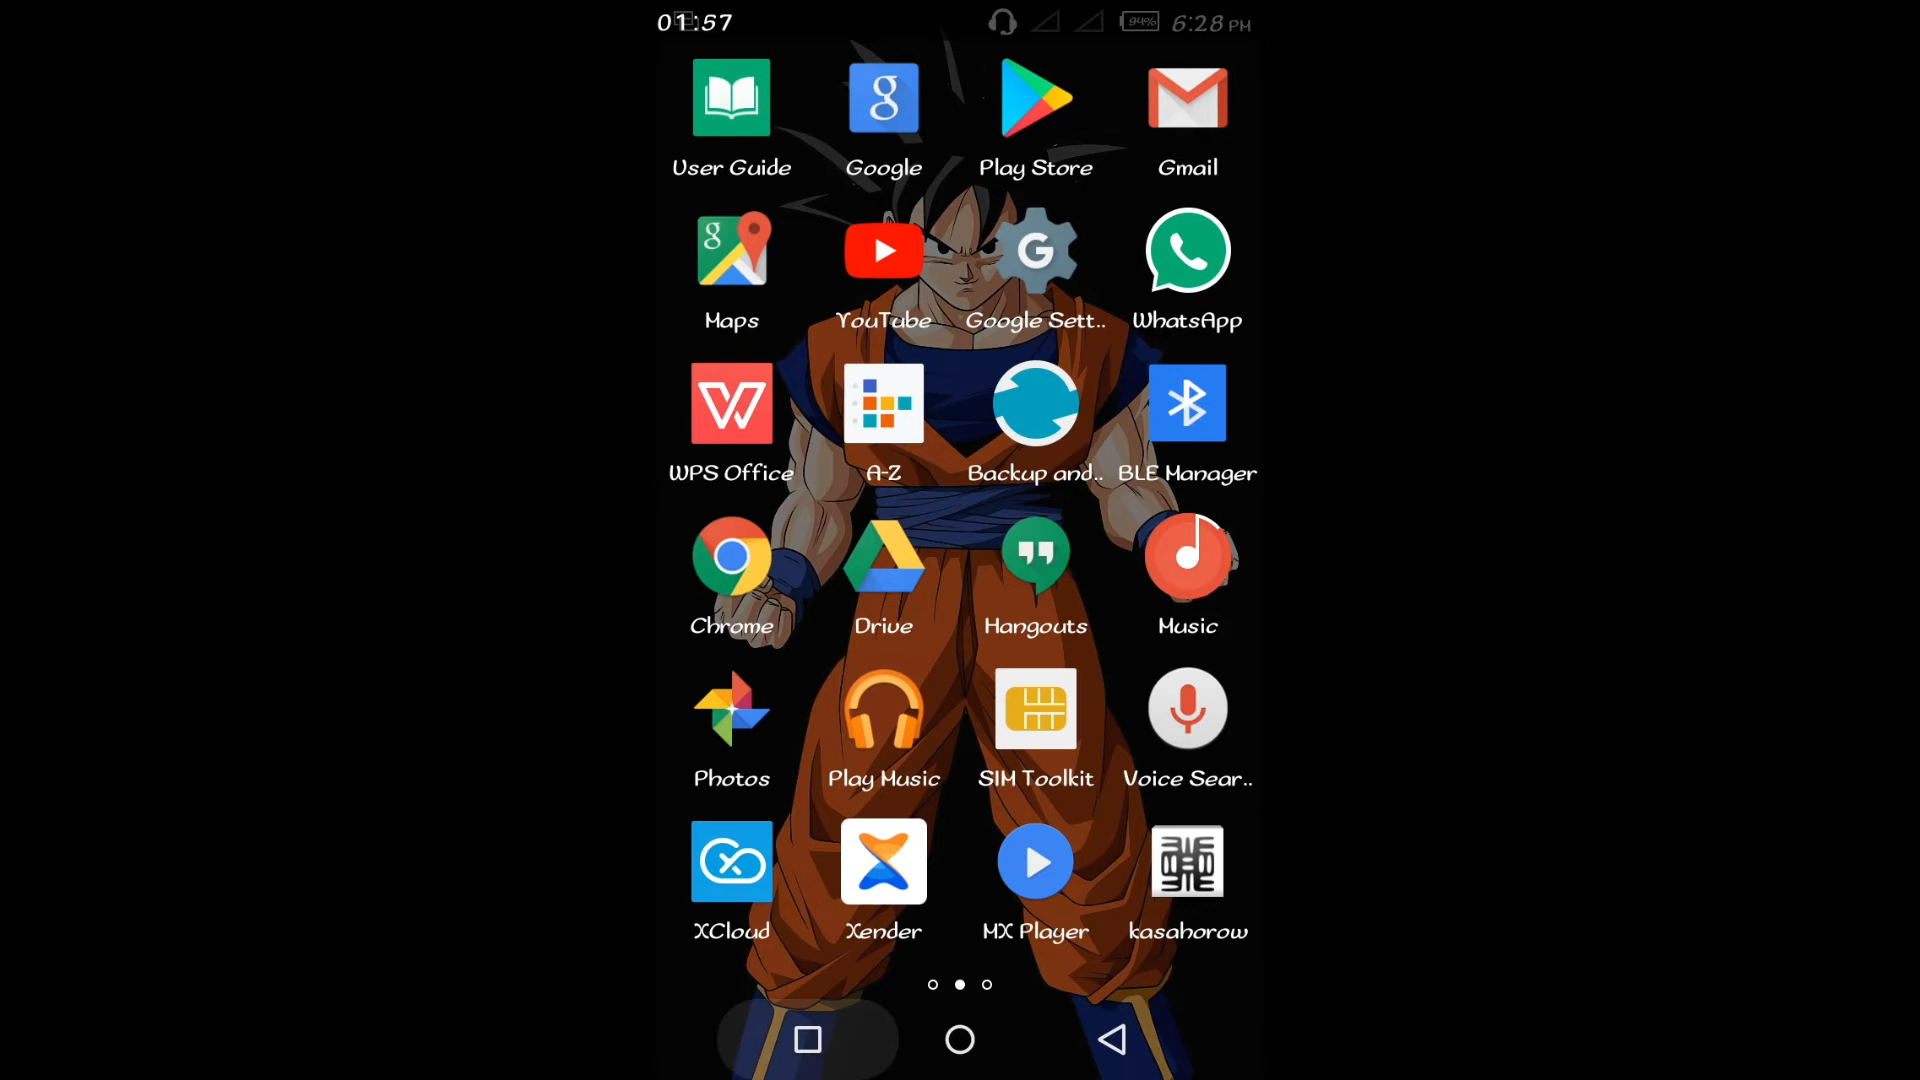 01:57 94% 6:28 PM
User Guide Google Play Store Gmail
Maps YouTube Google Sett.. WhatsApp
WPS Office A-Z Backup and.. BLE Manager
Chrome Drive Hangouts Music
Photos Play Music SIM Toolkit Voice Sear..
XCloud Xender MX Player kasahorow